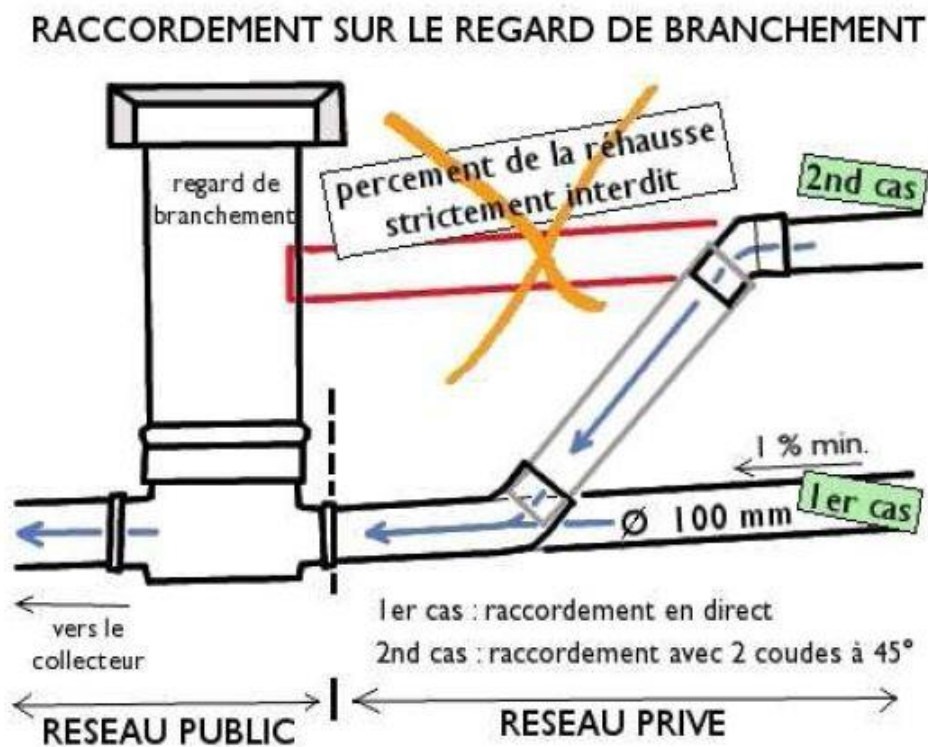 RACCORDEMENT SUR LE REGARD DE BRANCHEMENT
regard de
branchement
percement de la réhausse
strictement interdit
2nd cas
1 % min.
1er cas
Ø 100 mm
vers le
collecteur
1er cas : raccordement en direct
2nd cas : raccordement avec 2 coudes à 45°
RESEAU PUBLIC
RESEAU PRIVE